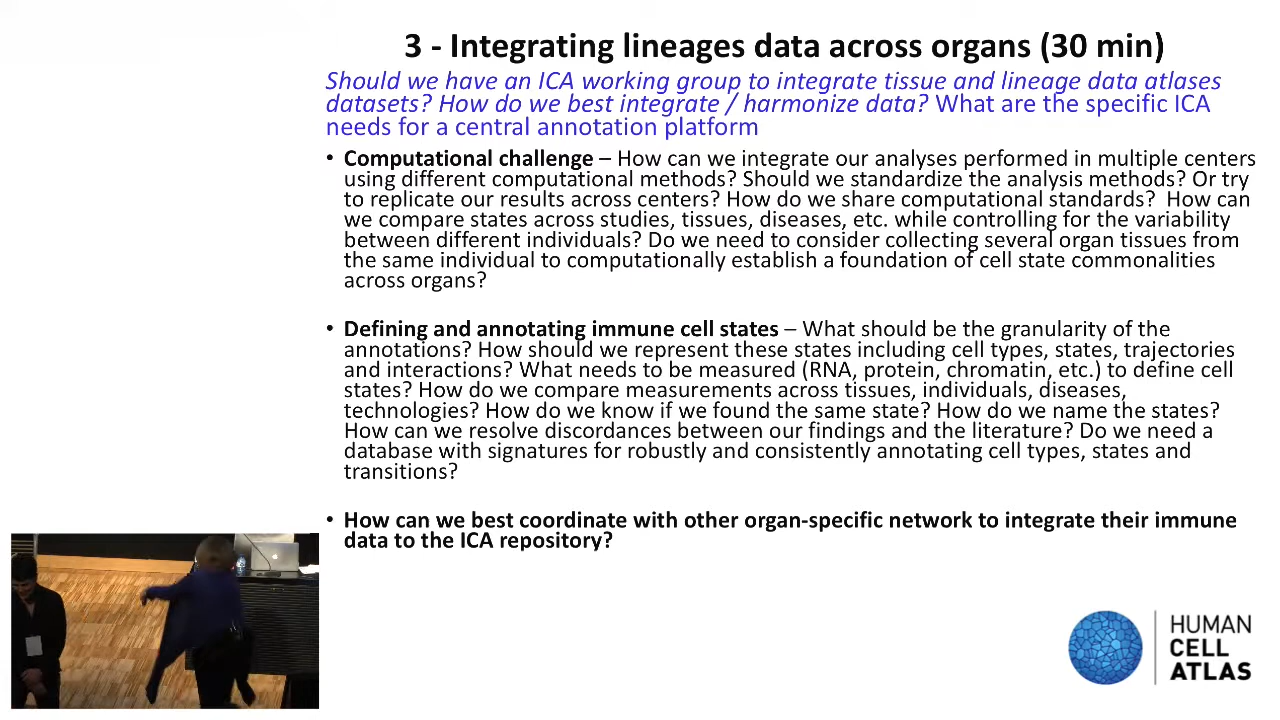 3 - Integrating lineages data across organs (30 min)
Should we have an ICA working group to integrate tissue and lineage data atlases
datasets? How do we best integrate / harmonize data? What are the specific ICA
needs for a central annotation platform
• Computational challenge – How can we integrate our analyses performed in multiple centers
using different computational methods? Should we standardize the analysis methods? Or try
to replicate our results across centers? How do we share computational standards? How can
we compare states across studies, tissues, diseases, etc. while controlling for the variability
between different individuals? Do we need to consider collecting several organ tissues from
the same individual to computationally establish a foundation of cell state commonalities
across organs?
• Defining and annotating immune cell states – What should be the granularity of the
annotations? How should we represent these states including cell types, states, trajectories
and interactions? What needs to be measured (RNA, protein, chromatin, etc.) to define cell
states? How do we compare measurements across tissues, individuals, diseases,
technologies? How do we know if we found the same state? How do we name the states?
How can we resolve discordances between our findings and the literature? Do we need a
database with signatures for robustly and consistently annotating cell types, states and
transitions?
• How can we best coordinate with other organ-specific network to integrate their immune
data to the ICA repository?
HUMAN
CELL
ATLAS